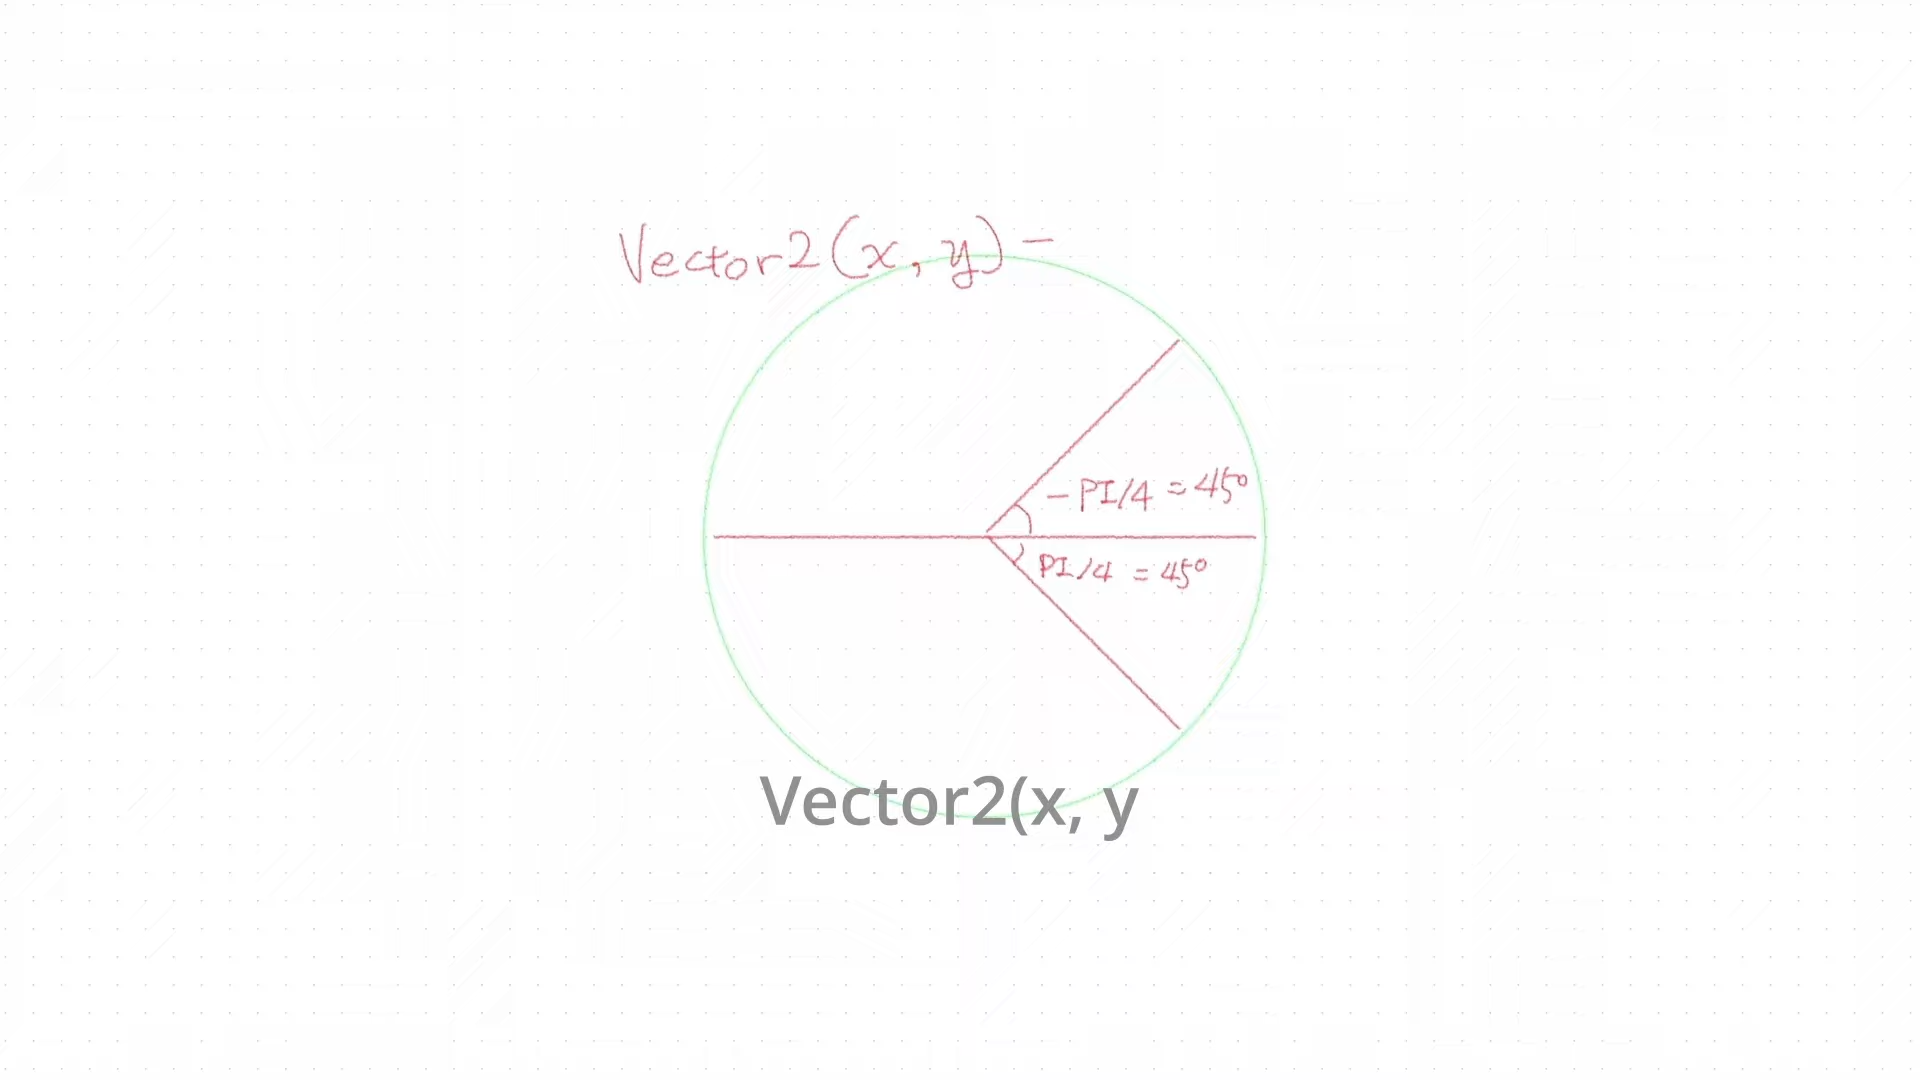 Vector2(x, y) -
- PI/4 = 45°
PI/4 = 45°
Vector2(x, y